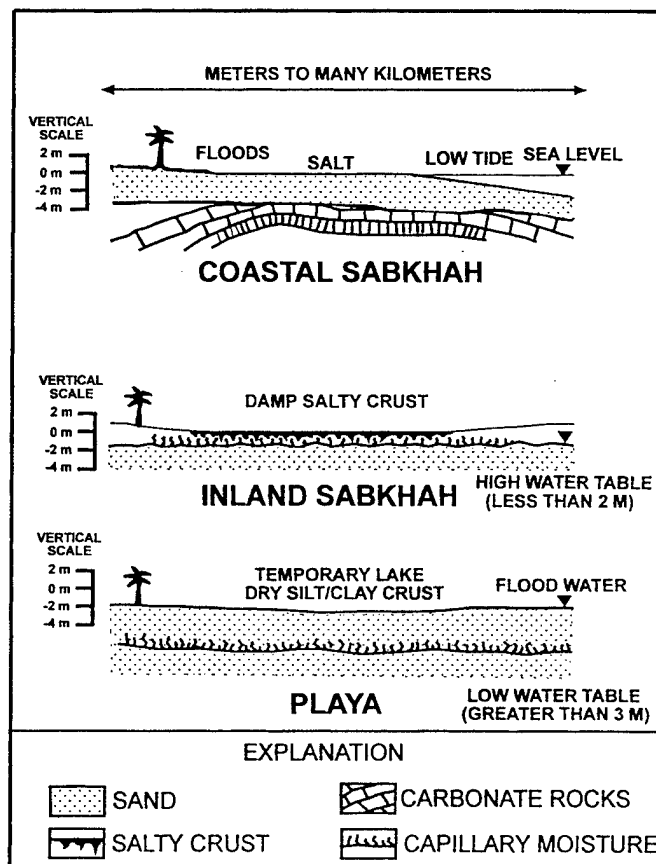 METERS TO MANY KILOMETERS
VERTICAL
SCALE
2 m
0 m
-2 m
-4 m
FLOODS
SALT
LOW TIDE
SEA LEVEL
COASTAL SABKHAH
VERTICAL
SCALE
2 m
0 m
-2 m
-4 m
DAMP SALTY CRUST
INLAND SABKHAH
HIGH WATER TABLE
(LESS THAN 2 M)
VERTICAL
SCALE
2 m
0 m
-2 m
-4 m
TEMPORARY LAKE
DRY SILT/CLAY CRUST
FLOOD WATER
PLAYA
LOW WATER TABLE
(GREATER THAN 3 M)
EXPLANATION
SAND
CARBONATE ROCKS
SALTY CRUST
CAPILLARY MOISTURE